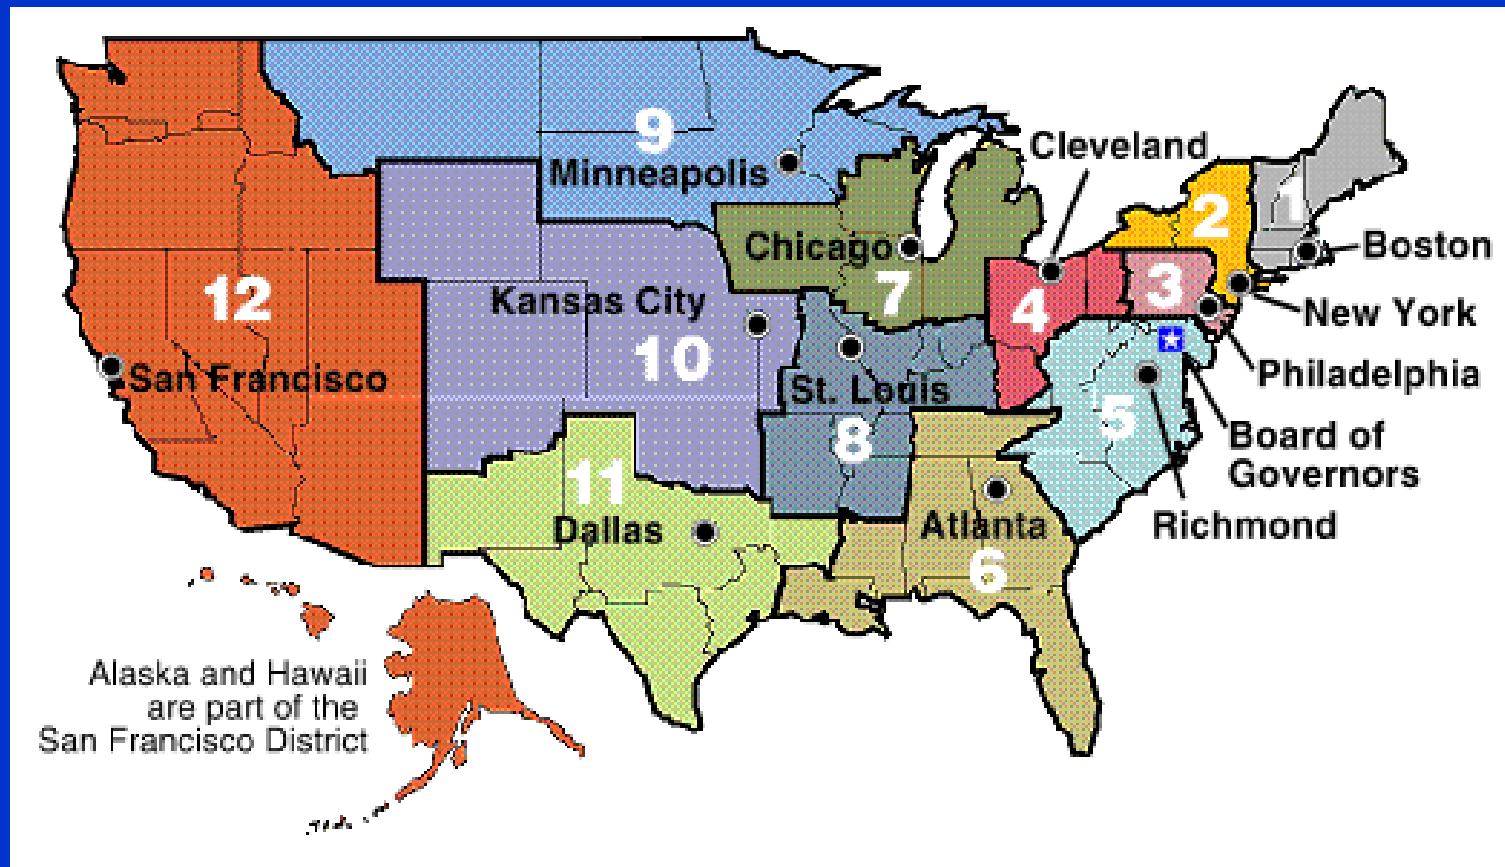 Cleveland
9
1
Minneapolis
2
Chicago
Boston
3
7
12
Kansas City
4
New York
10
San Francisco
St. Louis
Philadelphia
5
8
Board of
Governors
11
Dallas
Atlanta
Richmond
6
Alaska and Hawaii
are part of the
San Francisco District